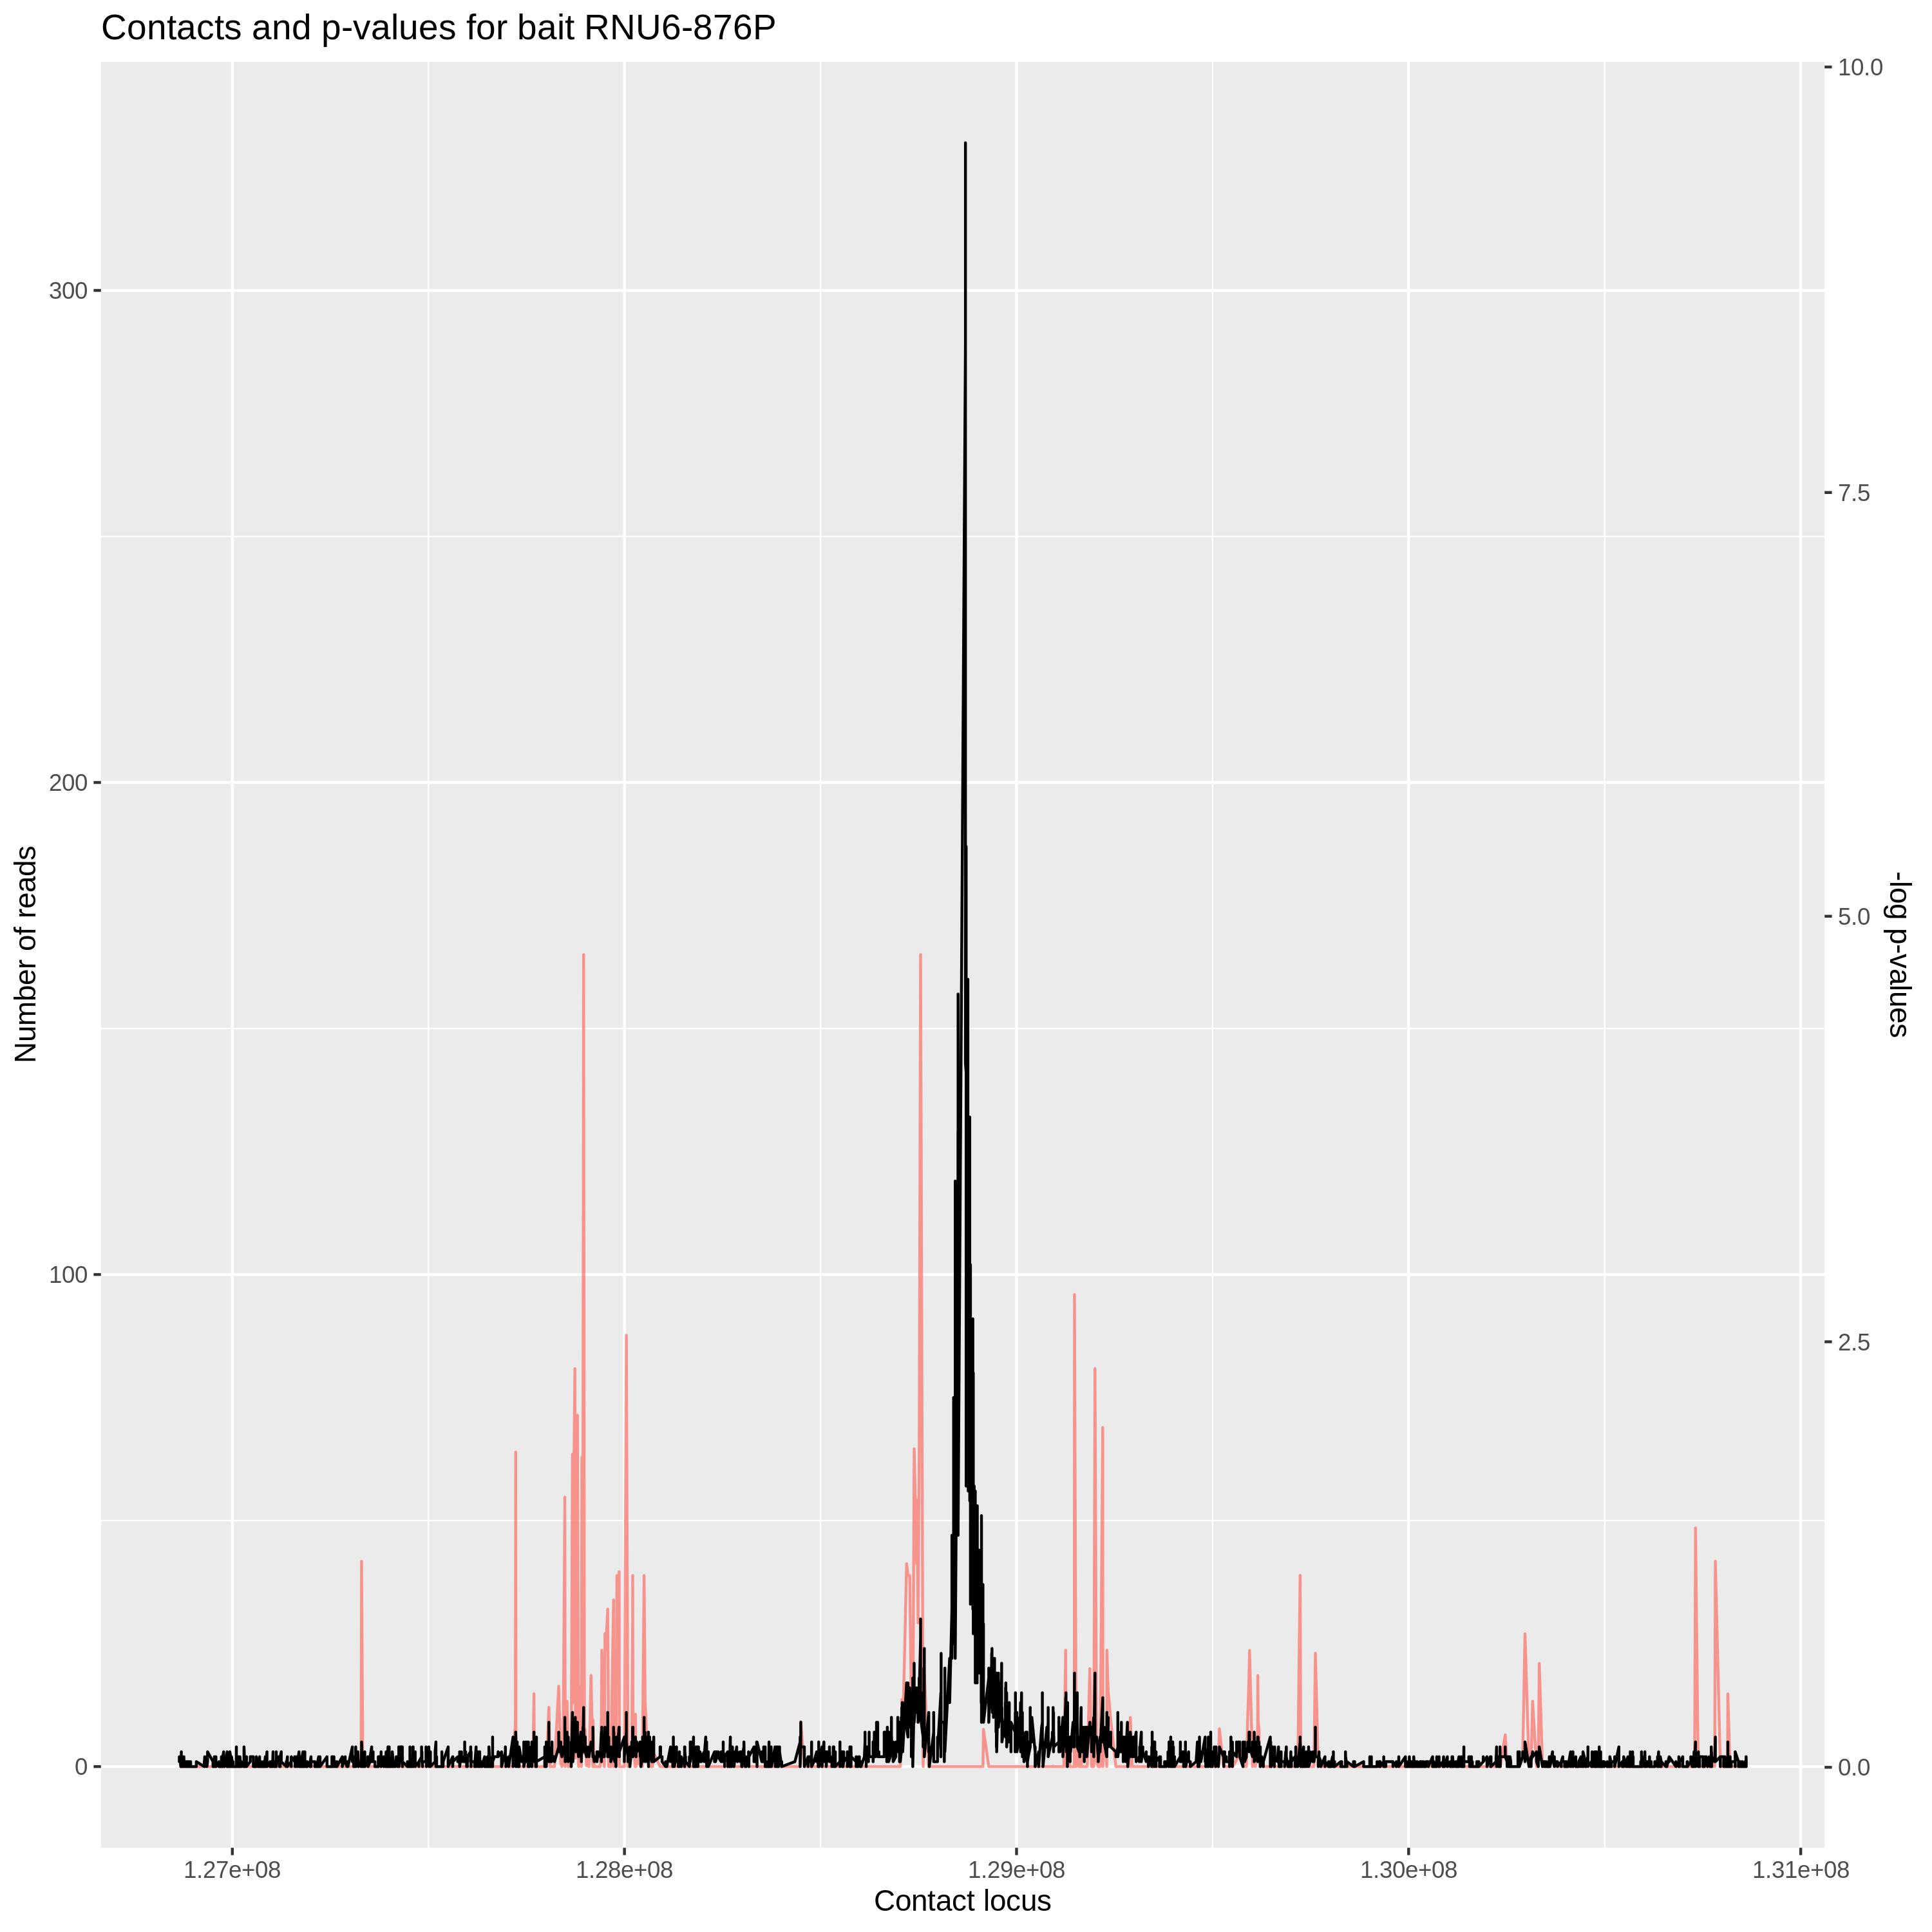 Contacts and p-values for bait RNU6-876P
10.0
300
7.5
200
5.0
Number of reads
-log p-values
100
2.5
0
0.0
1.27e+08 1.28e+08 1.29e+08 1.30e+08 1.31e+08
Contact locus